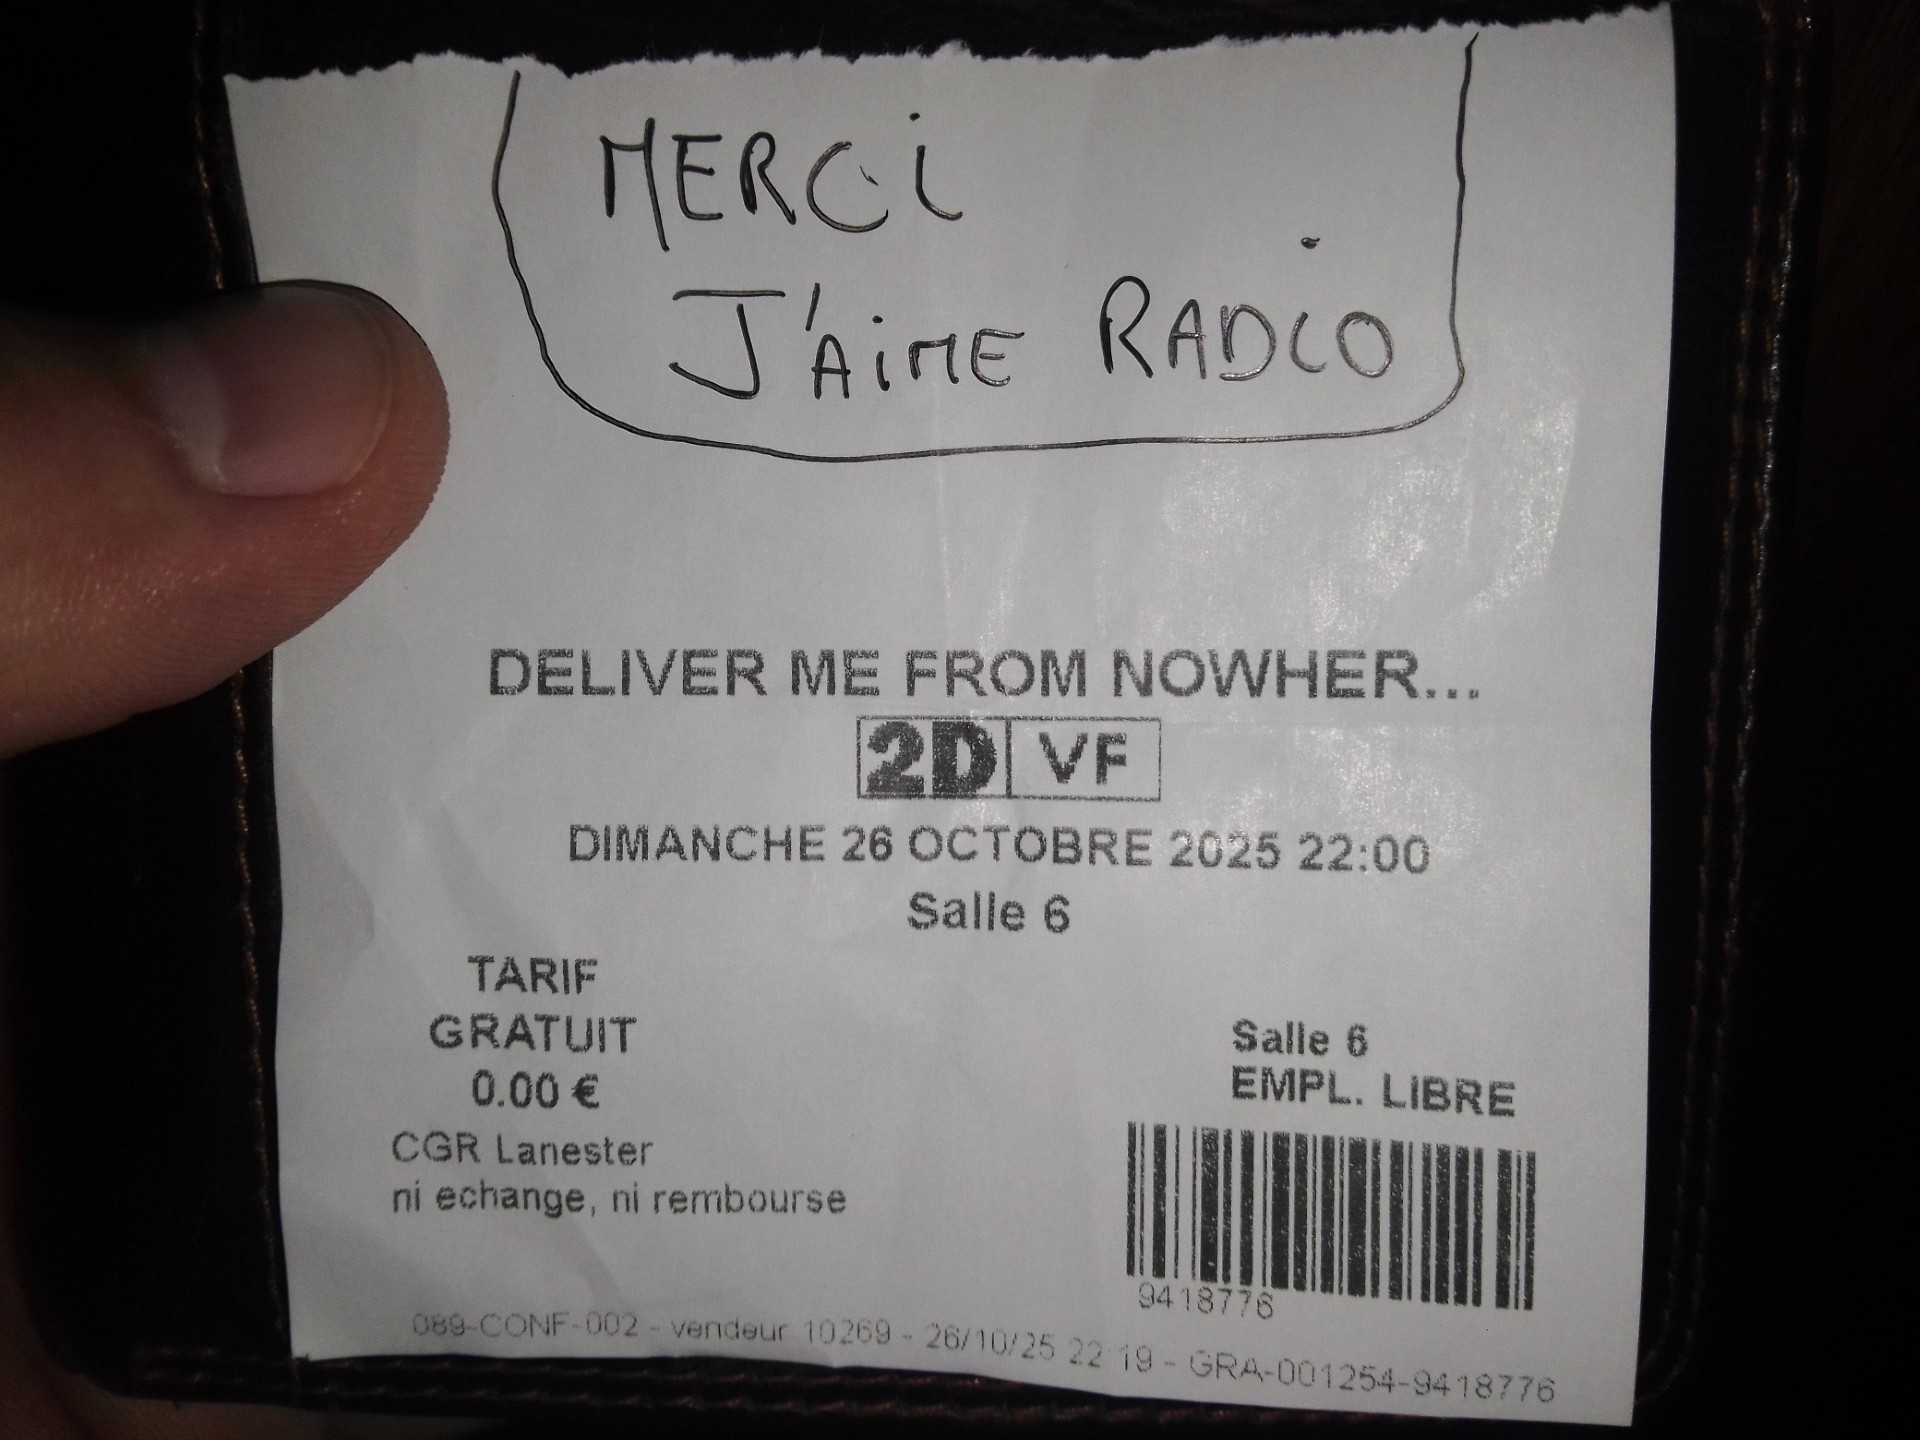 MERCi
J'AiME RADiO
DELIVER ME FROM NOWHER...
2D VF
DIMANCHE 26 OCTOBRE 2025 22:00
Salle 6
TARIF
GRATUIT
0.00 €
CGR Lanester
ni echange, ni rembourse
Salle 6
EMPL. LIBRE
9418776
089-CONF-002 - vendeur 10269 - 26/10/25 22 19 - GRA-001254-9418776